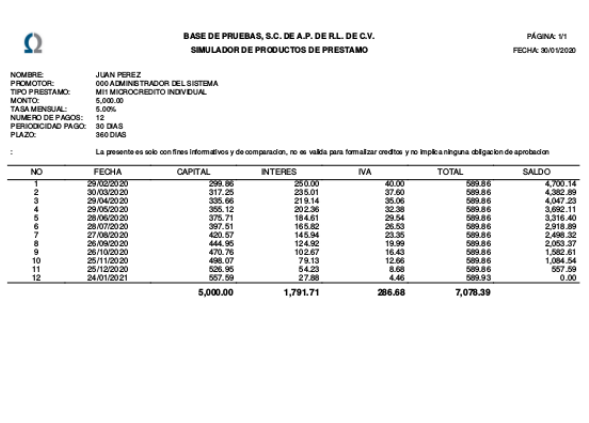 BASE DE PRUEBAS, S.C. DE A.P. DE R.L. DE C.V. PÁGINA: 1/1
SIMULADOR DE PRODUCTOS DE PRESTAMO FECHA: 30/01/2020
NOMBRE: JUAN PEREZ
PROMOTOR: 000 ADMINISTRADOR DEL SISTEMA
TIPO PRESTAMO: MI1 MICROCREDITO INDIVIDUAL
MONTO: 5,000.00
TASA MENSUAL: 5.00%
NUMERO DE PAGOS: 12
PERIODICIDAD PAGO: 30 DIAS
PLAZO: 360 DIAS
: La presente es solo con fines informativos y de comparacion, no es valida para formalizar creditos y no implica ninguna obligacion de aprobacion
NO FECHA CAPITAL INTERES IVA TOTAL SALDO
1 29/02/2020 299.86 250.00 40.00 589.86 4,700.14
2 30/03/2020 317.25 235.01 37.60 589.86 4,382.89
3 29/04/2020 335.66 219.14 35.06 589.86 4,047.23
4 29/05/2020 355.12 202.36 32.38 589.86 3,692.11
5 28/06/2020 375.71 184.61 29.54 589.86 3,316.40
6 28/07/2020 397.51 165.82 26.53 589.86 2,918.89
7 27/08/2020 420.57 145.94 23.35 589.86 2,498.32
8 26/09/2020 444.95 124.92 19.99 589.86 2,053.37
9 26/10/2020 470.76 102.67 16.43 589.86 1,582.61
10 25/11/2020 498.07 79.13 12.66 589.86 1,084.54
11 25/12/2020 526.95 54.23 8.68 589.86 557.59
12 24/01/2021 557.59 27.88 4.46 589.93 0.00
5,000.00 1,791.71 286.68 7,078.39